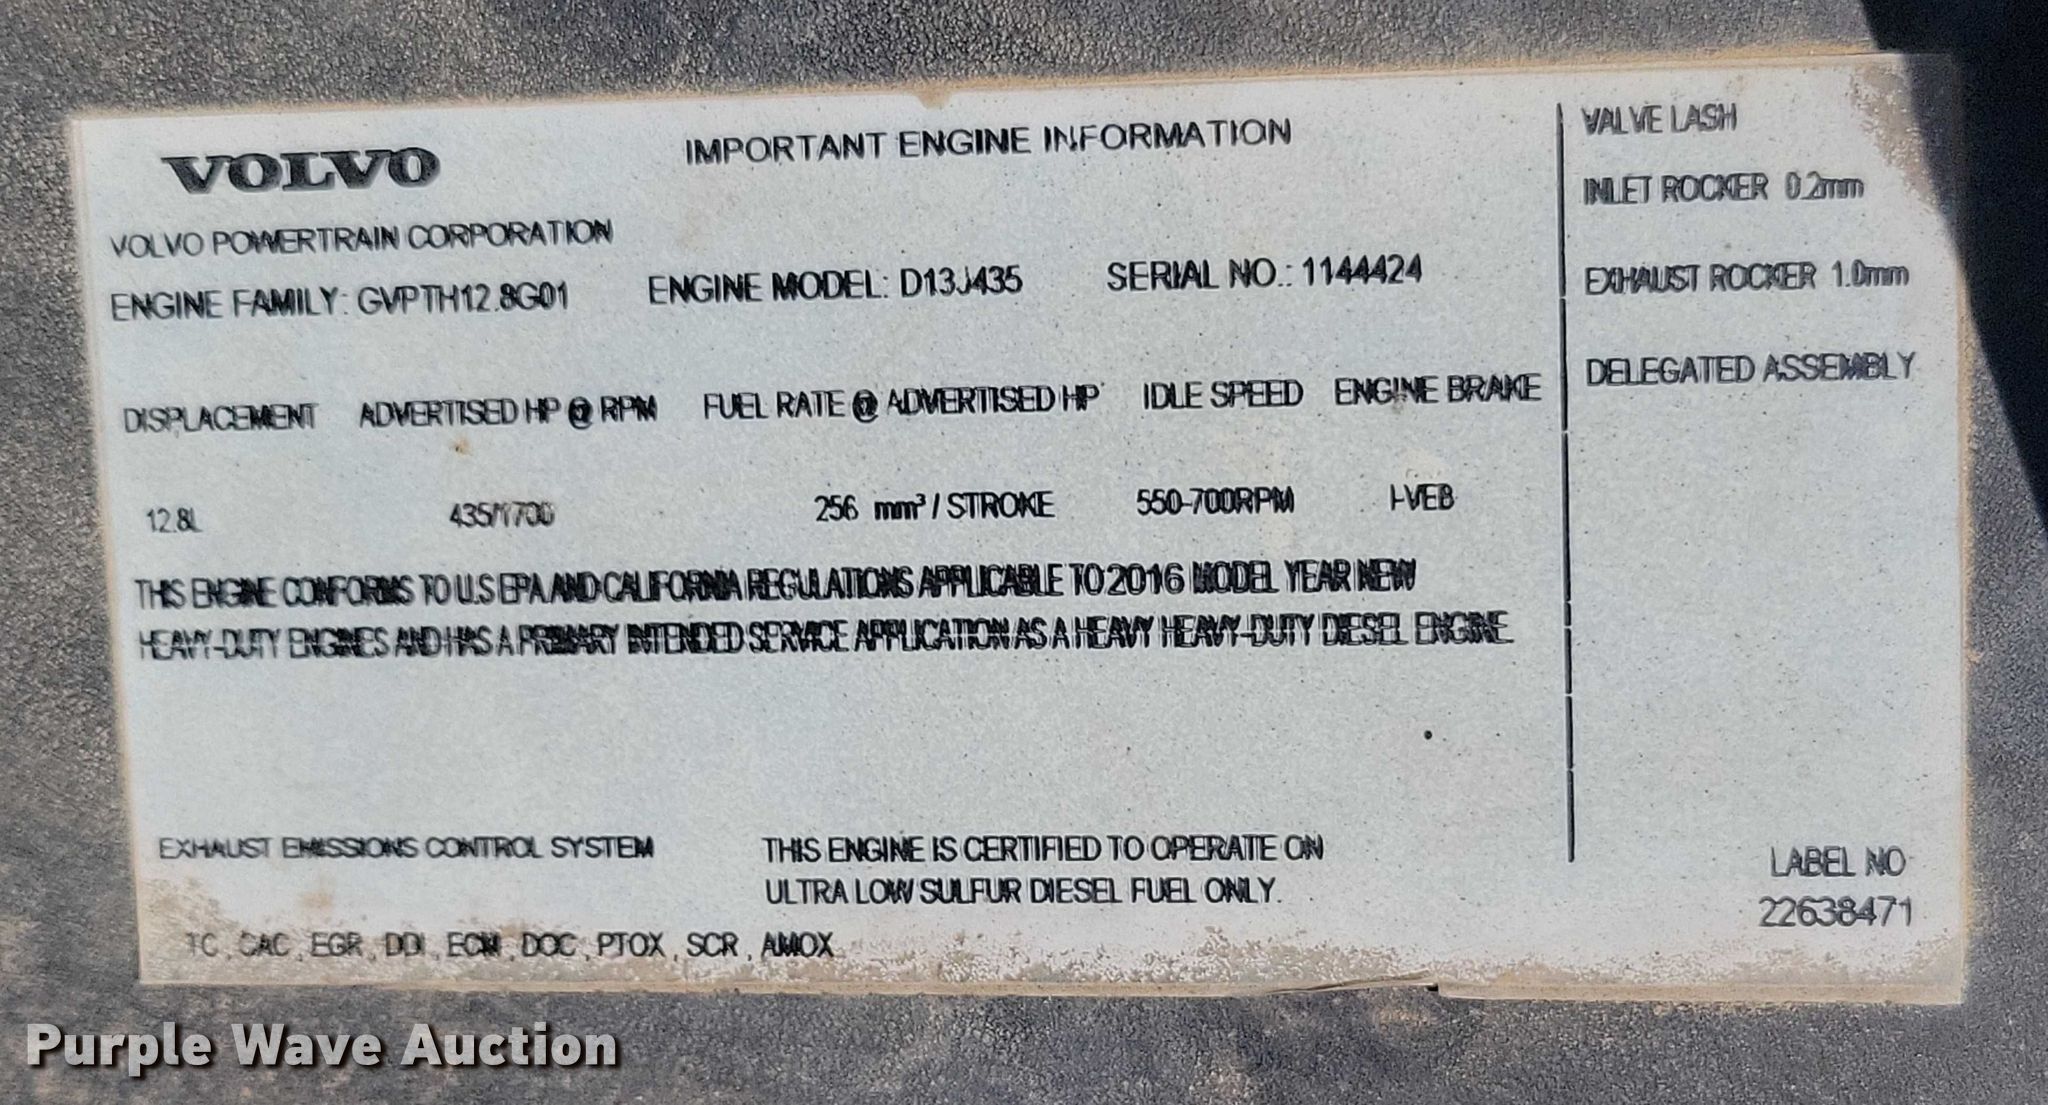 VOLVO
IMPORTANT ENGINE INFORMATION
VOLVO POWERTRAIN CORPORATION
ENGINE FAMILY: GVPTH12.8G01 ENGINE MODEL: D13J435 SERIAL NO.: 1144424
DISPLACEMENT ADVERTISED HP @ RPM FUEL RATE @ ADVERTISED HP IDLE SPEED ENGINE BRAKE
12.8L 435/1700 256 mm³ / STROKE 550-700RPM I-VEB
THIS ENGINE CONFORMS TO U.S EPA AND CALIFORNIA REGULATIONS APPLICABLE TO 2016 MODEL YEAR NEW
HEAVY-DUTY ENGINES AND HAS A PRIMARY INTENDED SERVICE APPLICATION AS A HEAVY HEAVY-DUTY DIESEL ENGINE.
EXHAUST EMISSIONS CONTROL SYSTEM
TC , CAC , EGR , DDI , ECM , DOC , PTOX , SCR , AMOX
THIS ENGINE IS CERTIFIED TO OPERATE ON
ULTRA LOW SULFUR DIESEL FUEL ONLY.
VALVE LASH
INLET ROCKER 0.2mm
EXHAUST ROCKER 1.0mm
DELEGATED ASSEMBLY
LABEL NO
22638471
Purple Wave Auction